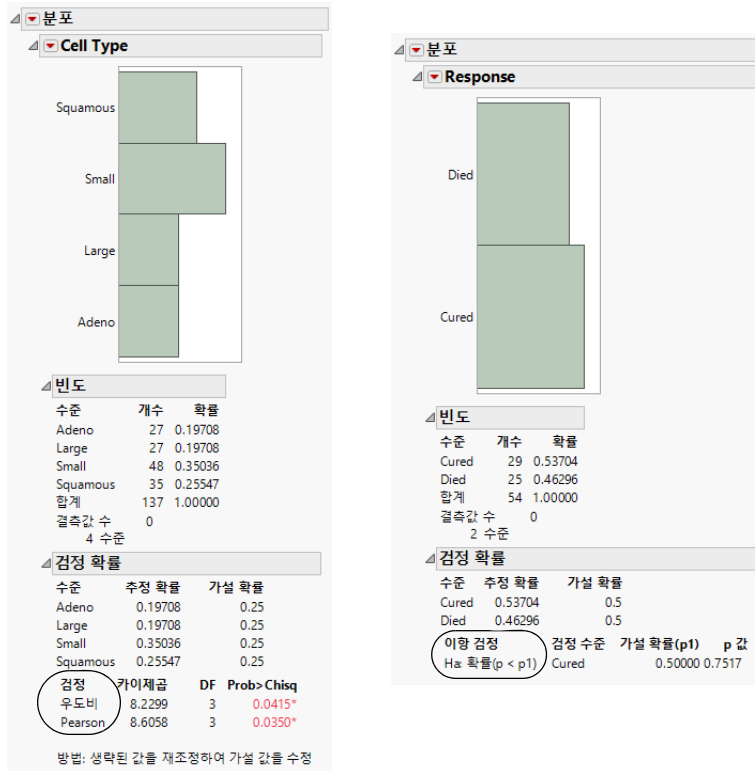 분포
Cell Type
Squamous
Small
Large
Adeno
빈도
수준 개수 확률
Adeno 27 0.19708
Large 27 0.19708
Small 48 0.35036
Squamous 35 0.25547
합계 137 1.00000
결측값 수 0
4 수준
검정 확률
수준 추정 확률 가설 확률
Adeno 0.19708 0.25
Large 0.19708 0.25
Small 0.35036 0.25
Squamous 0.25547 0.25
검정 카이제곱 DF Prob>Chisq
우도비 8.2299 3 0.0415*
Pearson 8.6058 3 0.0350*
방법: 생략된 값을 재조정하여 가설 값을 수정
분포
Response
Died
Cured
빈도
수준 개수 확률
Cured 29 0.53704
Died 25 0.46296
합계 54 1.00000
결측값 수 0
2 수준
검정 확률
수준 추정 확률 가설 확률
Cured 0.53704 0.5
Died 0.46296 0.5
이항 검정 검정 수준 가설 확률(p1) p 값
Ha: 확률(p < p1) Cured 0.50000 0.7517